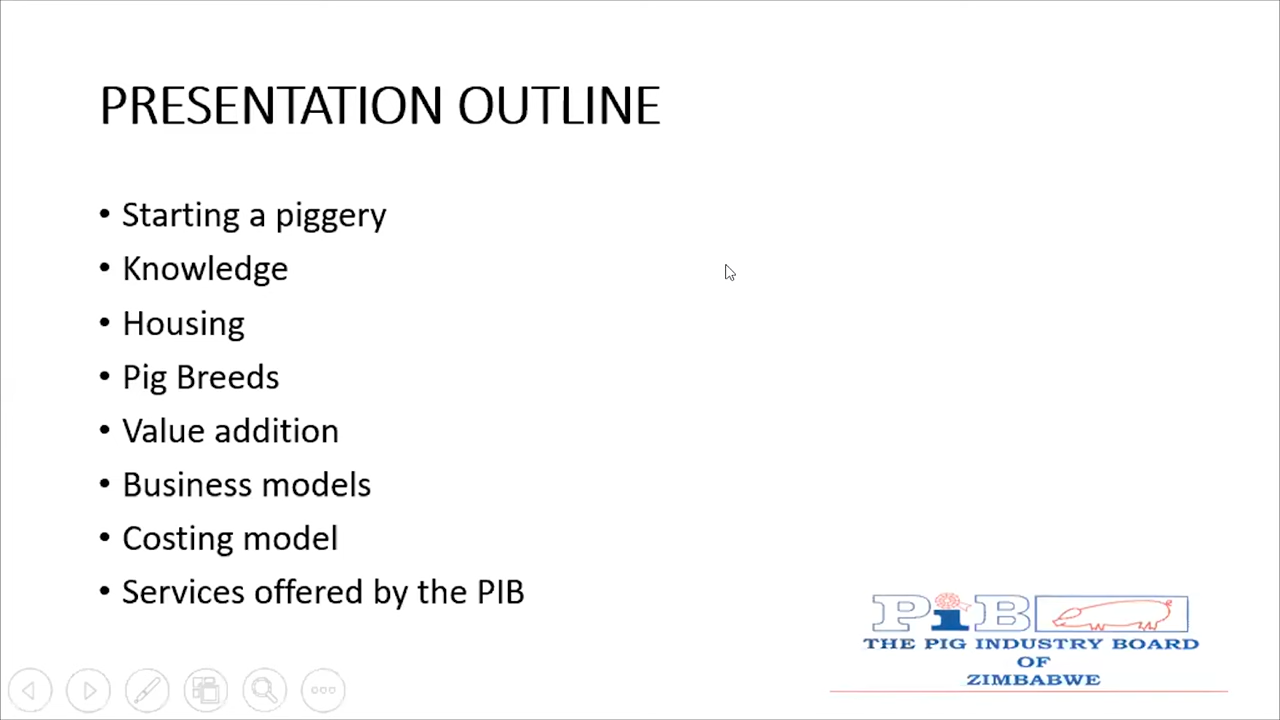 PRESENTATION OUTLINE
• Starting a piggery
• Knowledge
• Housing
• Pig Breeds
• Value addition
• Business models
• Costing model
• Services offered by the PIB
PiB
THE PIG INDUSTRY BOARD
OF
ZIMBABWE